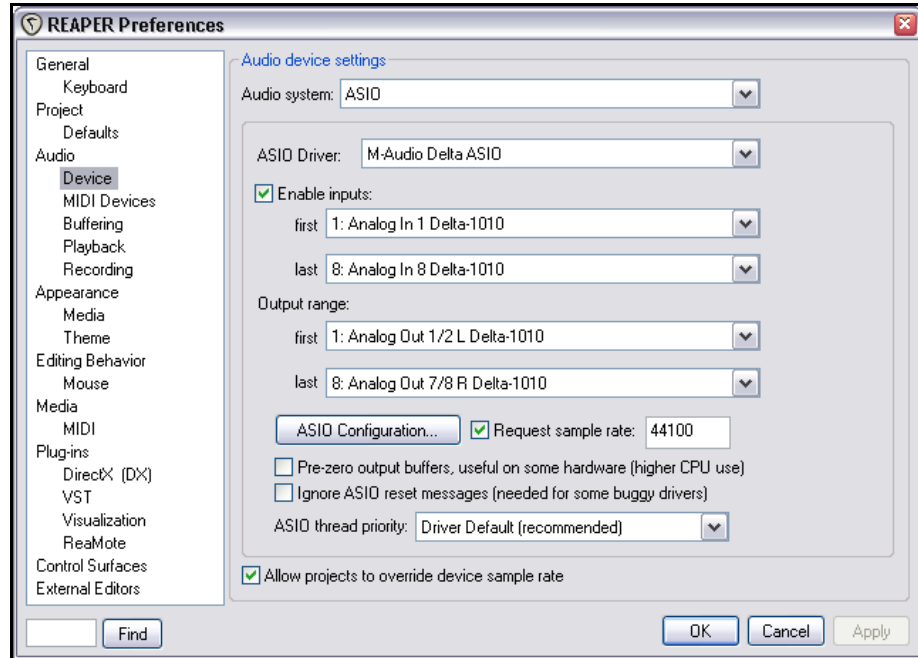 REAPER Preferences
General
Keyboard
Project
Defaults
Audio
Device
MIDI Devices
Buffering
Playback
Recording
Appearance
Media
Theme
Editing Behavior
Mouse
Media
MIDI
Plug-ins
DirectX (DX)
VST
Visualization
ReaMote
Control Surfaces
External Editors
Find
Audio device settings
Audio system: ASIO
ASIO Driver: M-Audio Delta ASIO
Enable inputs:
first 1: Analog In 1 Delta-1010
last 8: Analog In 8 Delta-1010
Output range:
first 1: Analog Out 1/2 L Delta-1010
last 8: Analog Out 7/8 R Delta-1010
ASIO Configuration... Request sample rate: 44100
Pre-zero output buffers, useful on some hardware (higher CPU use)
Ignore ASIO reset messages (needed for some buggy drivers)
ASIO thread priority: Driver Default (recommended)
Allow projects to override device sample rate
OK Cancel Apply